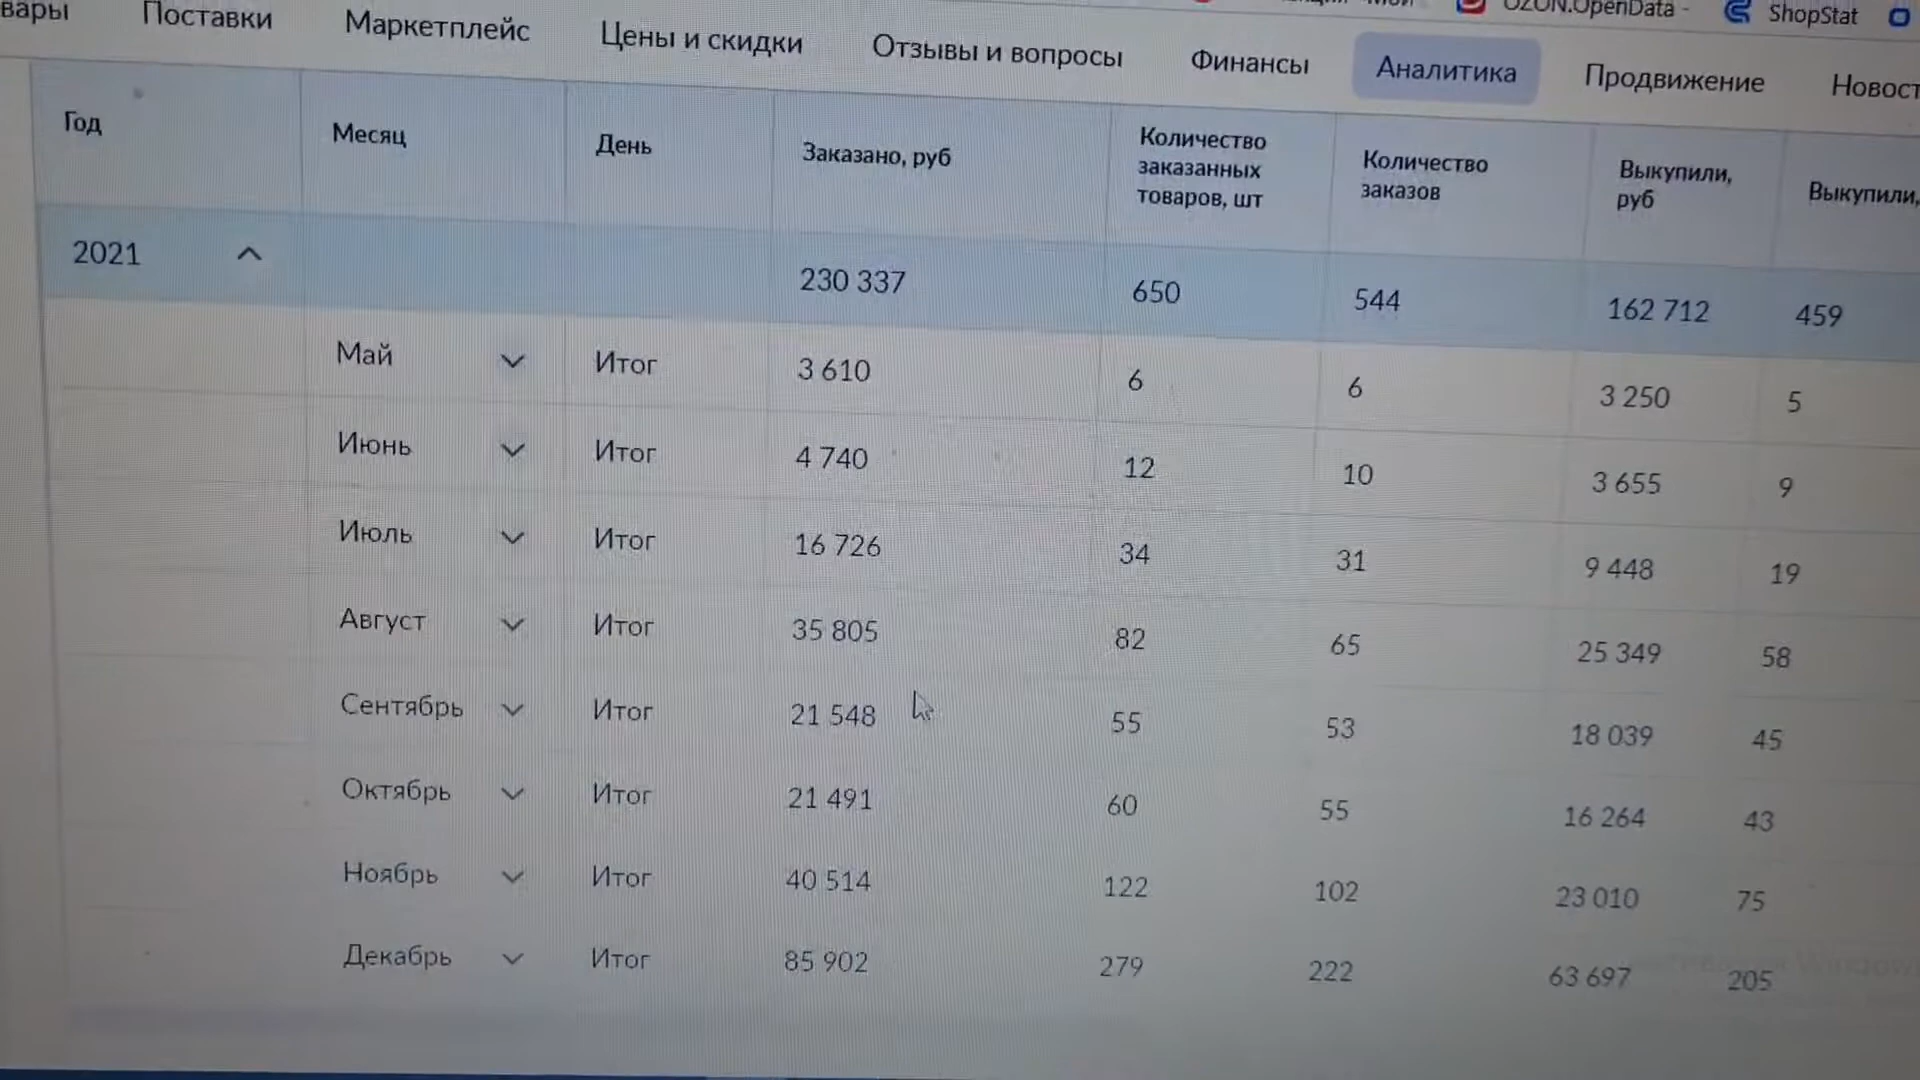 OZON.OpenData -
ShopStat
Поставки Маркетплейс Цены и скидки Отзывы и вопросы Финансы Аналитика Продвижение
Год Месяц День Заказано, руб Количество заказанных товаров, шт Количество заказов Выкупили, руб Выкупили,
2021 230 337 650 544 162 712 459
Май Итог 3 610 6 6 3 250 5
Июнь Итог 4 740 12 10 3 655 9
Июль Итог 16 726 34 31 9 448 19
Август Итог 35 805 82 65 25 349 58
Сентябрь Итог 21 548 55 53 18 039 45
Октябрь Итог 21 491 60 55 16 264 43
Ноябрь Итог 40 514 122 102 23 010 75
Декабрь Итог 85 902 279 222 63 697 205